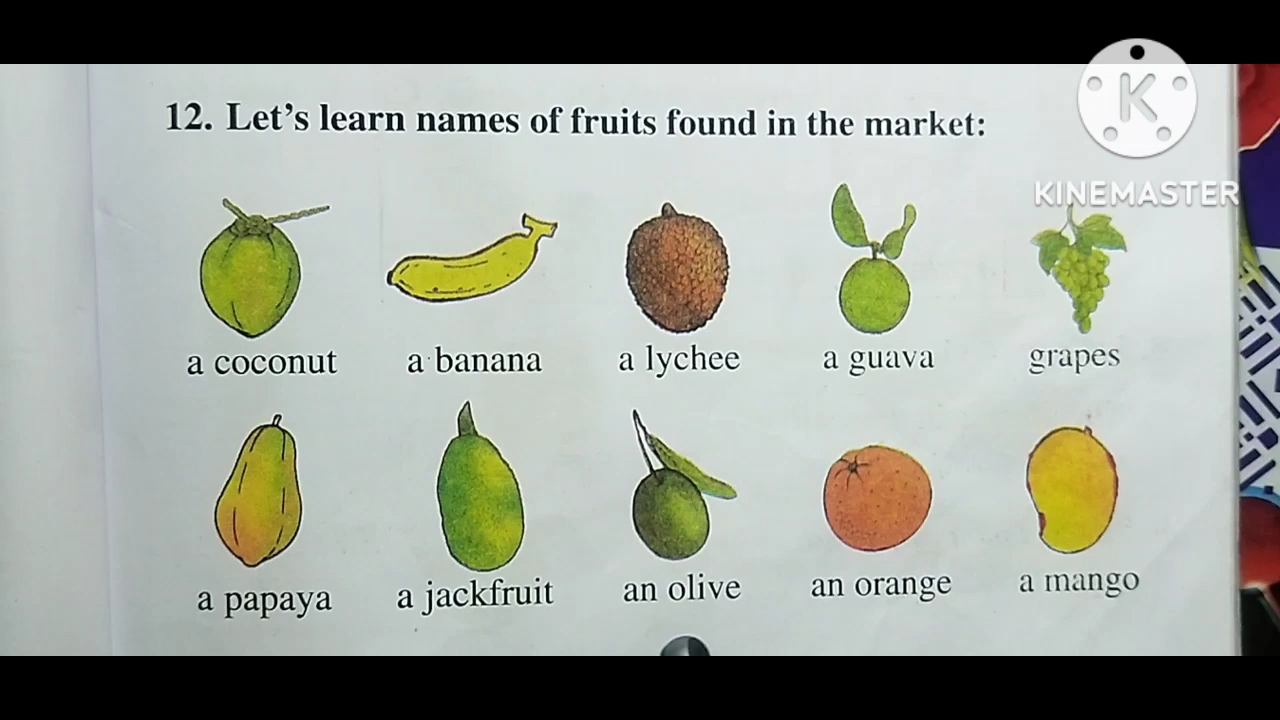 12. Let's learn names of fruits found in the market:
K
KINEMASTER
a coconut a banana a lychee a guava grapes
a papaya a jackfruit an olive an orange a mango